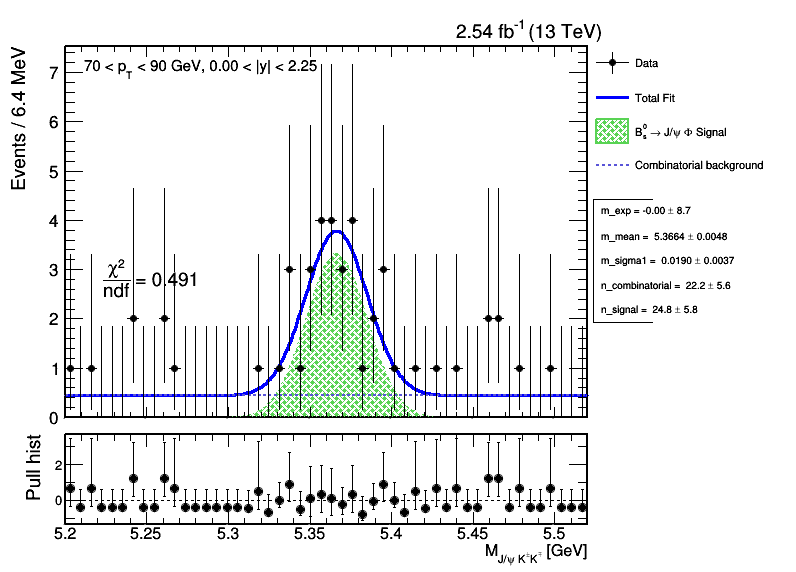 2.54 fb⁻¹ (13 TeV)
Events / 6.4 MeV
70 < p_T < 90 GeV, 0.00 < |y| < 2.25
χ²/ndf = 0.491
7
6
5
4
3
2
1
0
Data
Total Fit
B_s^0 → J/ψ Φ Signal
Combinatorial background
m_exp = -0.00 ± 8.7
m_mean = 5.3664 ± 0.0048
m_sigma1 = 0.0190 ± 0.0037
n_combinatorial = 22.2 ± 5.6
n_signal = 24.8 ± 5.8
Pull hist
2
0
5.2 5.25 5.3 5.35 5.4 5.45 5.5
M_{J/ψ K^± K^∓} [GeV]